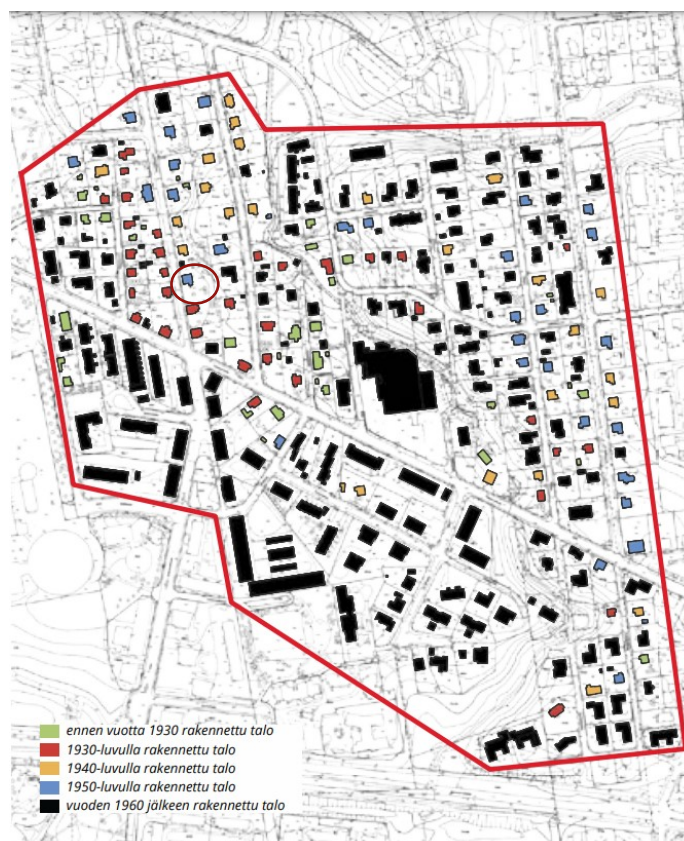 ennen vuotta 1930 rakennettu talo
1930-luvulla rakennettu talo
1940-luvulla rakennettu talo
1950-luvulla rakennettu talo
vuoden 1960 jälkeen rakennettu talo